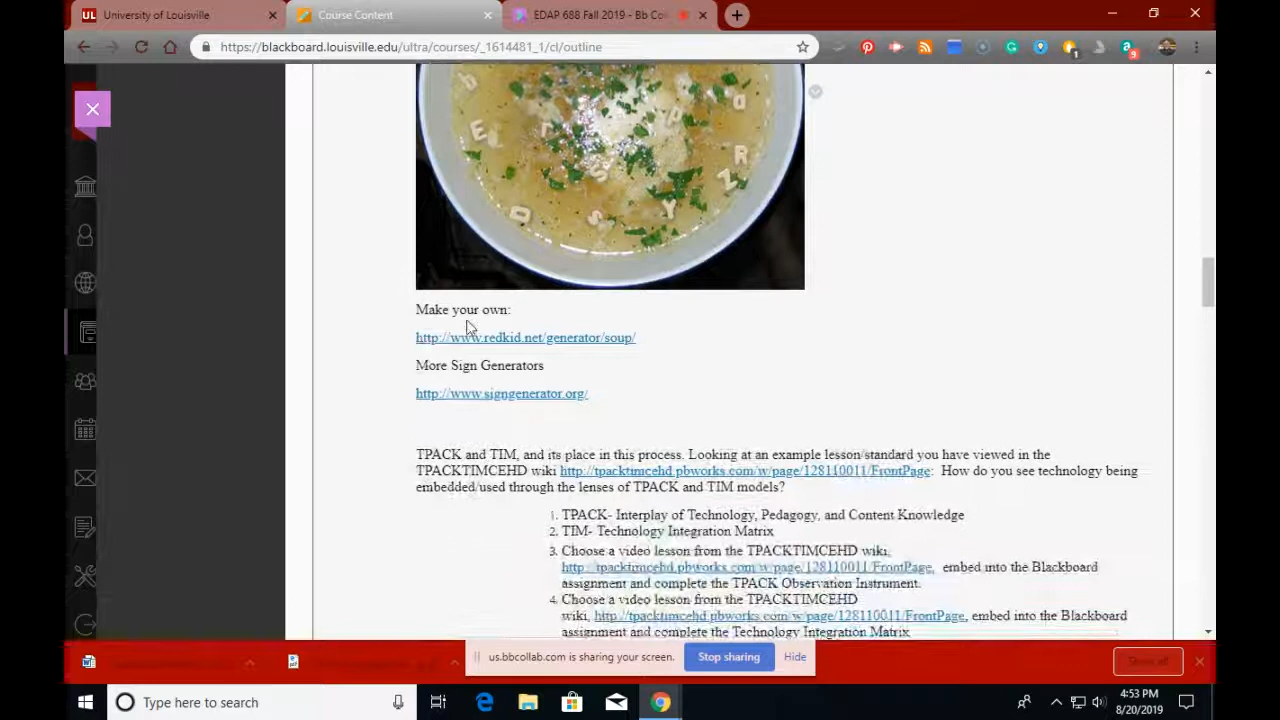 University of Louisville
Course Content
EDAP 688 Fall 2019 - Bb Co
https://blackboard.louisville.edu/ultra/courses/_1614481_1/cl/outline
Make your own:
http://www.redkid.net/generator/soup/
More Sign Generators
http://www.signgenerator.org/
TPACK and TIM, and its place in this process. Looking at an example lesson/standard you have viewed in the
TPACKTIMCEHD wiki http://tpacktimcehd.pbworks.com/w/page/128110011/FrontPage: How do you see technology being
embedded/used through the lenses of TPACK and TIM models?
1. TPACK- Interplay of Technology, Pedagogy, and Content Knowledge
2. TIM- Technology Integration Matrix
3. Choose a video lesson from the TPACKTIMCEHD wiki,
http://tpacktimcehd.pbworks.com/w/page/128110011/FrontPage, embed into the Blackboard
assignment and complete the TPACK Observation Instrument.
4. Choose a video lesson from the TPACKTIMCEHD
wiki, http://tpacktimcehd.pbworks.com/w/page/128110011/FrontPage, embed into the Blackboard
assignment and complete the Technology Integration Matrix
us.bbcollab.com is sharing your screen.
Stop sharing
Hide
Show all
Type here to search
4:53 PM
8/20/2019